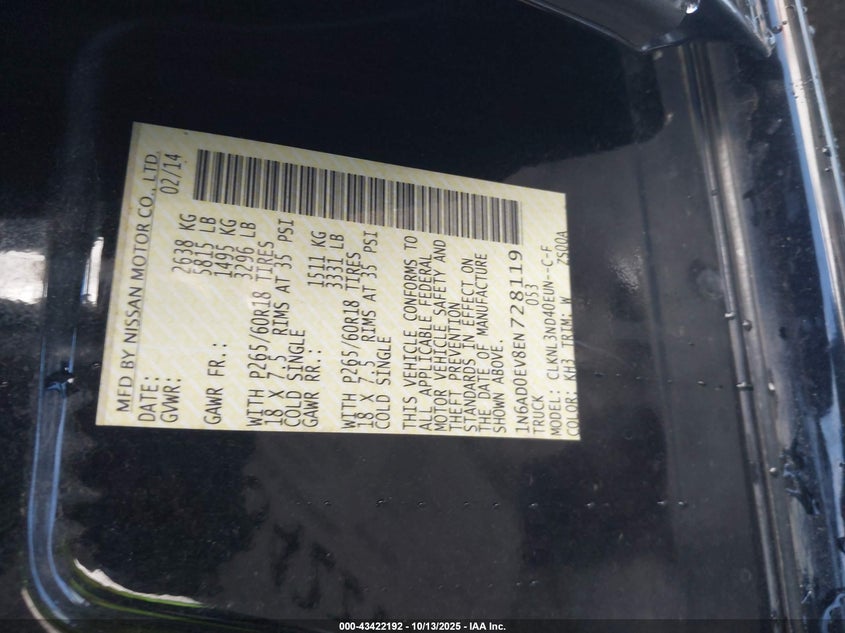 MFD BY NISSAN MOTOR CO., LTD
DATE: 02/14
GVWR: 2638 KG
5815 LB
GAWR FR.: 1495 KG
3296 LB
WITH P265/60R18 TIRES
18 X 7.5 RIMS AT 35 PSI
COLD SINGLE
GAWR RR.: 1511 KG
3331 LB
WITH P265/60R18 TIRES
18 X 7.5 RIMS AT 35 PSI
COLD SINGLE
THIS VEHICLE CONFORMS TO
ALL APPLICABLE FEDERAL
MOTOR VEHICLE SAFETY AND
THEFT PREVENTION
STANDARDS IN EFFECT ON
THE DATE OF MANUFACTURE
SHOWN ABOVE.
1N6AD0EV8EN728119
TRUCK D53
MODEL: CLKNL3ND4DEUN--C-F
COLOR: KH3 TRIM: W ZS00A
000-43422192 - 10/13/2025 - IAA Inc.